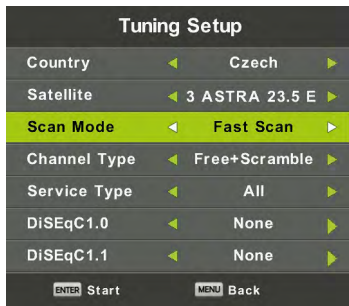 Tuning Setup
Country Czech
Satellite 3 ASTRA 23.5 E
Scan Mode Fast Scan
Channel Type Free+Scramble
Service Type All
DiSEqC1.0 None
DiSEqC1.1 None
ENTER Start MENU Back